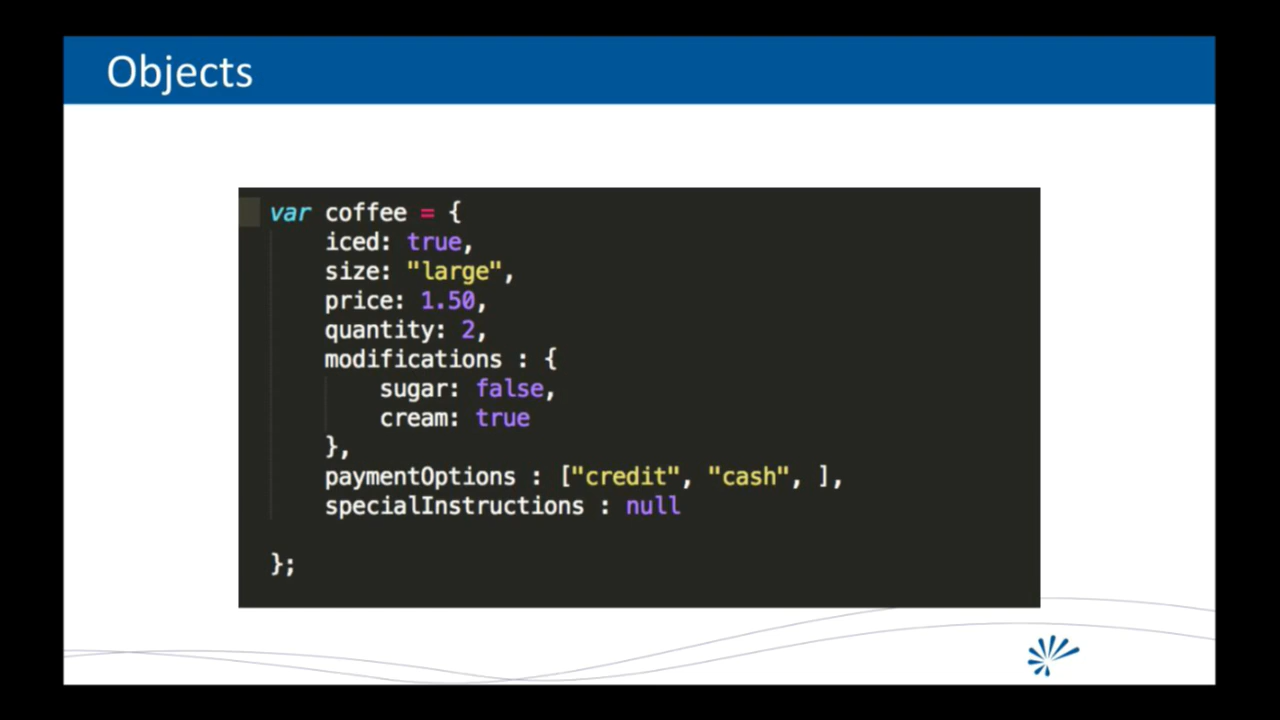 Objects
var coffee = {
iced: true,
size: "large",
price: 1.50,
quantity: 2,
modifications : {
sugar: false,
cream: true
},
paymentOptions : ["credit", "cash", ],
specialInstructions : null
};